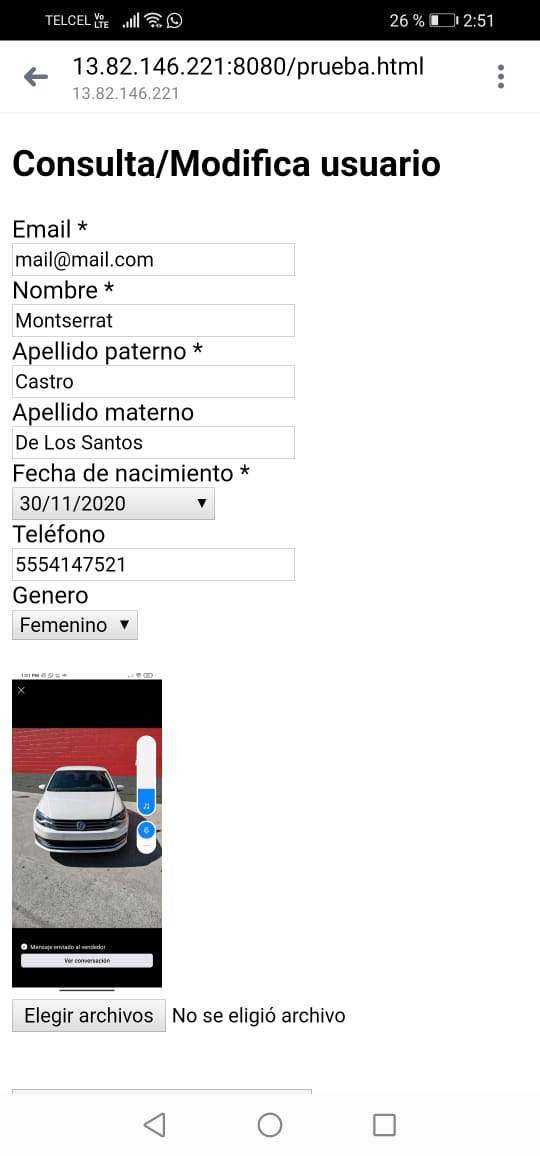 TELCEL Vo LTE 26 % 2:51
13.82.146.221:8080/prueba.html
13.82.146.221
Consulta/Modifica usuario
Email *
mail@mail.com
Nombre *
Montserrat
Apellido paterno *
Castro
Apellido materno
De Los Santos
Fecha de nacimiento *
30/11/2020
Teléfono
5554147521
Genero
Femenino
Mensaje enviado al vendedor
Ver conversación
Elegir archivos No se eligió archivo